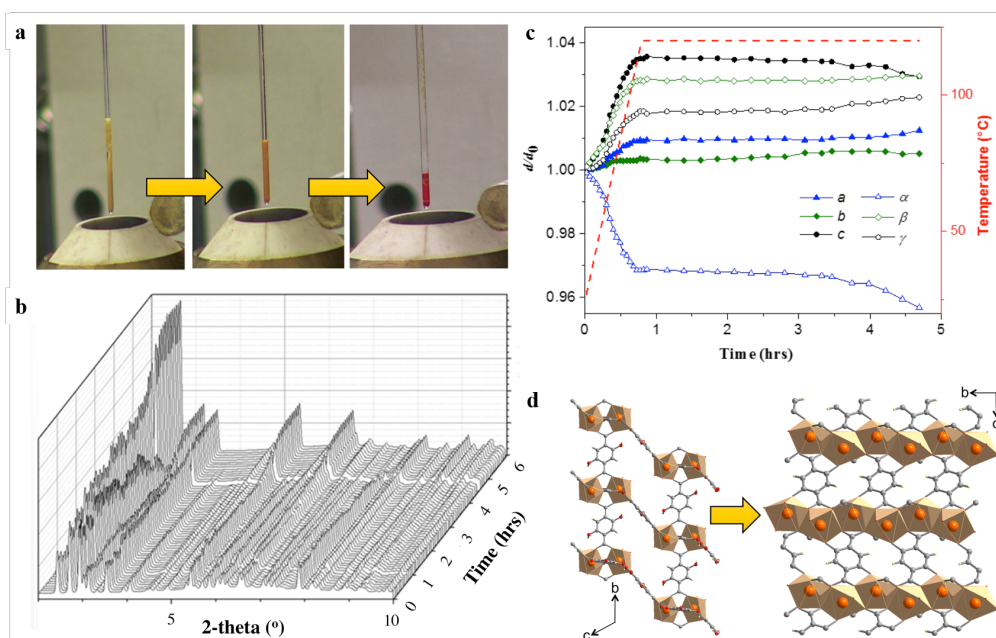 a
b
5
10
2-theta (°)
0
1
2
3
4
5
6
Time (hrs)
c
1.04
1.02
1.00
0.98
0.96
d/d0
0
1
2
3
4
5
Time (hrs)
100
50
Temperature (°C)
a α
b β
c γ
d
b
c
b
c